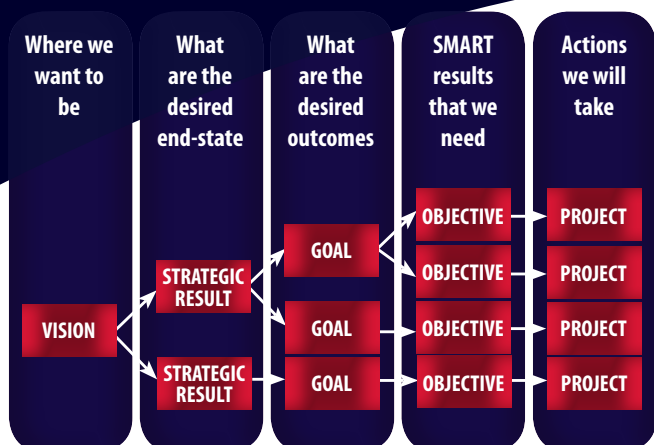 Where we
want to
be
What
are the
desired
end-state
What
are the
desired
outcomes
SMART
results
that we
need
Actions
we will
take
VISION
STRATEGIC
RESULT
STRATEGIC
RESULT
GOAL
GOAL
GOAL
OBJECTIVE
OBJECTIVE
OBJECTIVE
OBJECTIVE
PROJECT
PROJECT
PROJECT
PROJECT